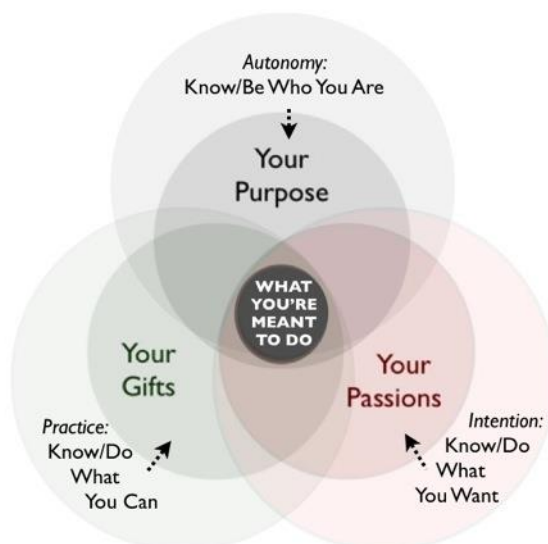 Autonomy:
Know/Be Who You Are
Your
Purpose
WHAT
YOU'RE
MEANT
TO DO
Your
Gifts
Your
Passions
Practice:
Know/Do
What
You Can
Intention:
Know/Do
What
You Want